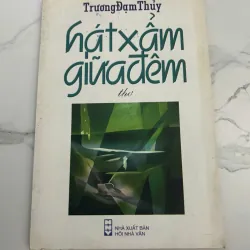 Trương Đạm Thủy
hát xẩm
giữa đêm
thơ
NHÀ XUẤT BẢN
HỘI NHÀ VĂN